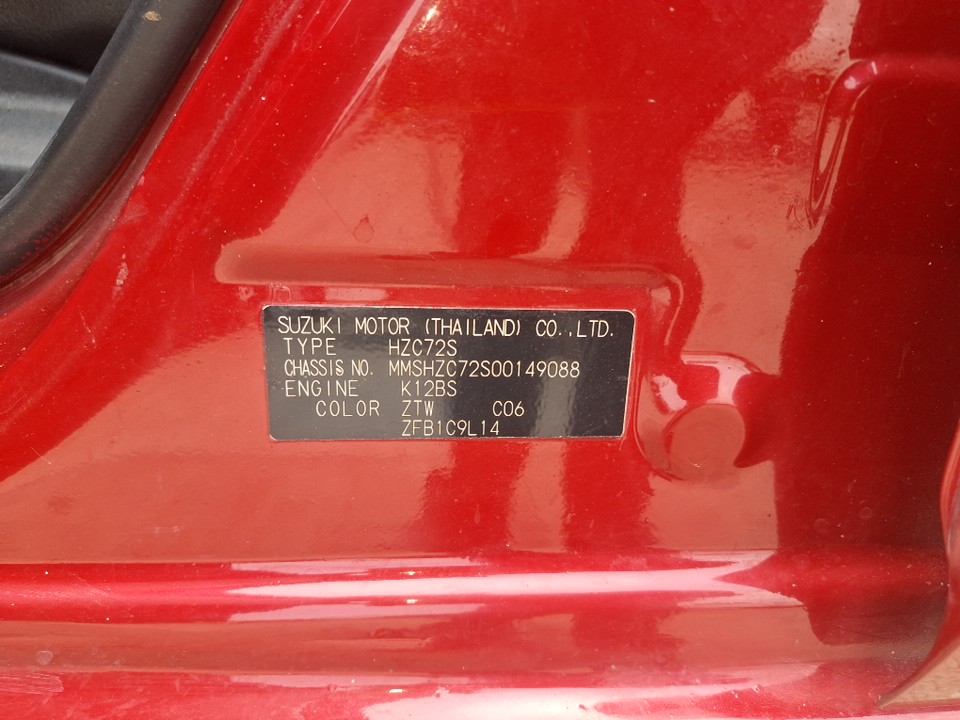 SUZUKI MOTOR (THAILAND) CO.,LTD.
TYPE HZC72S
CHASSIS NO. MMSHZC72S00149088
ENGINE K12BS
COLOR ZTW C06
ZFB1C9L14